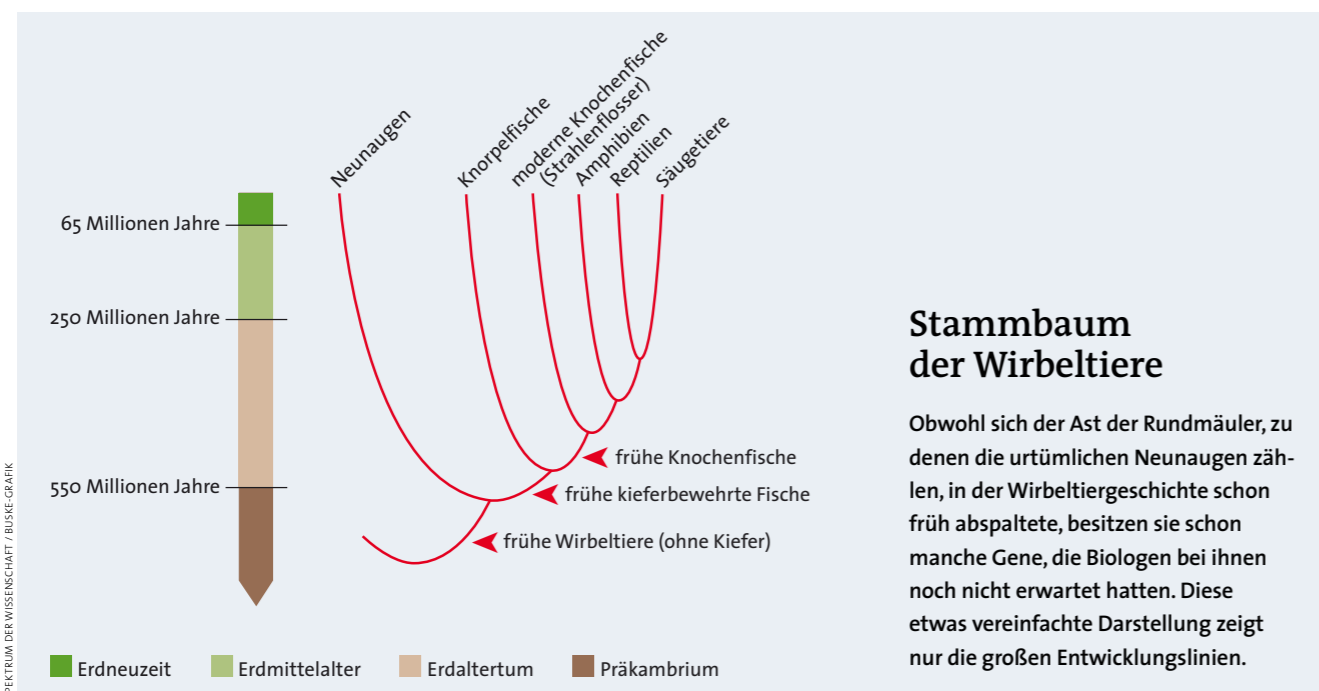 Neunaugen
Knorpelfische
moderne Knochenfische
(Strahlenflosser)
Amphibien
Reptilien
Säugetiere
65 Millionen Jahre
250 Millionen Jahre
550 Millionen Jahre
frühe Knochenfische
frühe kieferbewehrte Fische
frühe Wirbeltiere (ohne Kiefer)
Erdneuzeit
Erdmittelalter
Erdaltertum
Präkambrium
Stammbaum
der Wirbeltiere
Obwohl sich der Ast der Rundmäuler, zu
denen die urtümlichen Neunaugen zäh-
len, in der Wirbeltiergeschichte schon
früh abspaltete, besitzen sie schon
manche Gene, die Biologen bei ihnen
noch nicht erwartet hatten. Diese
etwas vereinfachte Darstellung zeigt
nur die großen Entwicklungslinien.
PEKTRUM DER WISSENSCHAFT / BUSKE-GRAFIK